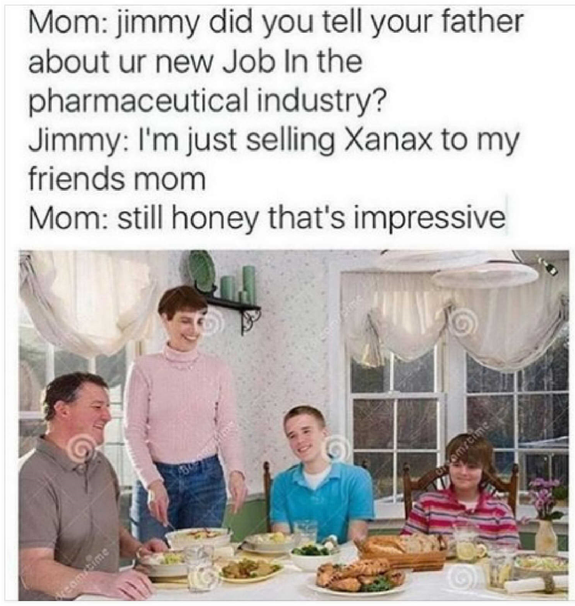 Mom: jimmy did you tell your father
about ur new Job In the
pharmaceutical industry?
Jimmy: I'm just selling Xanax to my
friends mom
Mom: still honey that's impressive
dreamstime